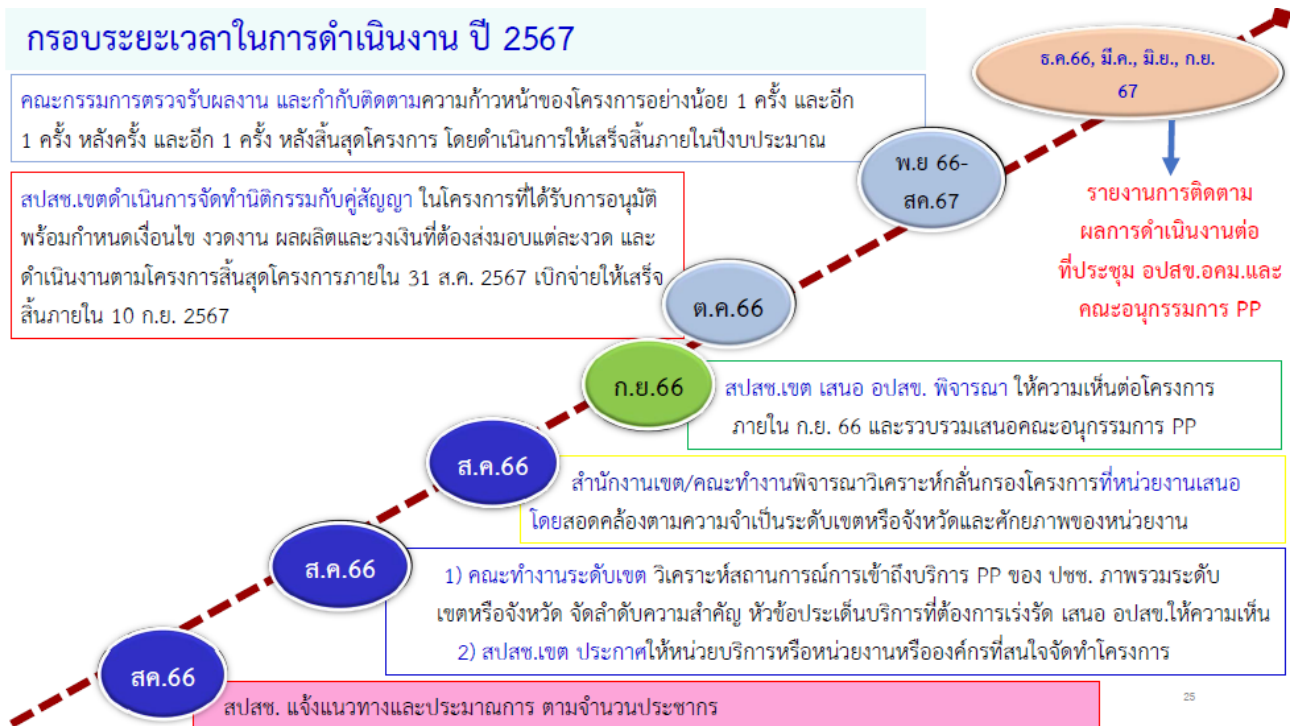 กรอบระยะเวลาในการดำเนินงาน ปี 2567
ธ.ค.66, มี.ค., มิ.ย., ก.ย.
67
คณะกรรมการตรวจรับผลงาน และกำกับติดตามความก้าวหน้าของโครงการอย่างน้อย 1 ครั้ง และอีก
1 ครั้ง หลังครั้ง และอีก 1 ครั้ง หลังสิ้นสุดโครงการ โดยดำเนินการให้เสร็จสิ้นภายในปีงบประมาณ
พ.ย 66-
สค.67
รายงานการติดตาม
ผลการดำเนินงานต่อ
ที่ประชุม อปสข.อคม.และ
คณะอนุกรรมการ PP
สปสช.เขตดำเนินการจัดทำนิติกรรมกับคู่สัญญา ในโครงการที่ได้รับการอนุมัติ
พร้อมกำหนดเงื่อนไข งวดงาน ผลผลิตและวงเงินที่ต้องส่งมอบแต่ละงวด และ
ดำเนินงานตามโครงการสิ้นสุดโครงการภายใน 31 ส.ค. 2567 เบิกจ่ายให้เสร็จ
สิ้นภายใน 10 ก.ย. 2567
ต.ค.66
ก.ย.66
สปสช.เขต เสนอ อปสข. พิจารณา ให้ความเห็นต่อโครงการ
ภายใน ก.ย. 66 และรวบรวมเสนอคณะอนุกรรมการ PP
ส.ค.66
สำนักงานเขต/คณะทำงานพิจารณาวิเคราะห์กลั่นกรองโครงการที่หน่วยงานเสนอ
โดยสอดคล้องตามความจำเป็นระดับเขตหรือจังหวัดและศักยภาพของหน่วยงาน
ส.ค.66
1) คณะทำงานระดับเขต วิเคราะห์สถานการณ์การเข้าถึงบริการ PP ของ ปชช. ภาพรวมระดับ
เขตหรือจังหวัด จัดลำดับความสำคัญ หัวข้อประเด็นบริการที่ต้องการเร่งรัด เสนอ อปสข.ให้ความเห็น
2) สปสช.เขต ประกาศให้หน่วยบริการหรือหน่วยงานหรือองค์กรที่สนใจจัดทำโครงการ
สค.66
สปสช. แจ้งแนวทางและประมาณการ ตามจำนวนประชากร
25